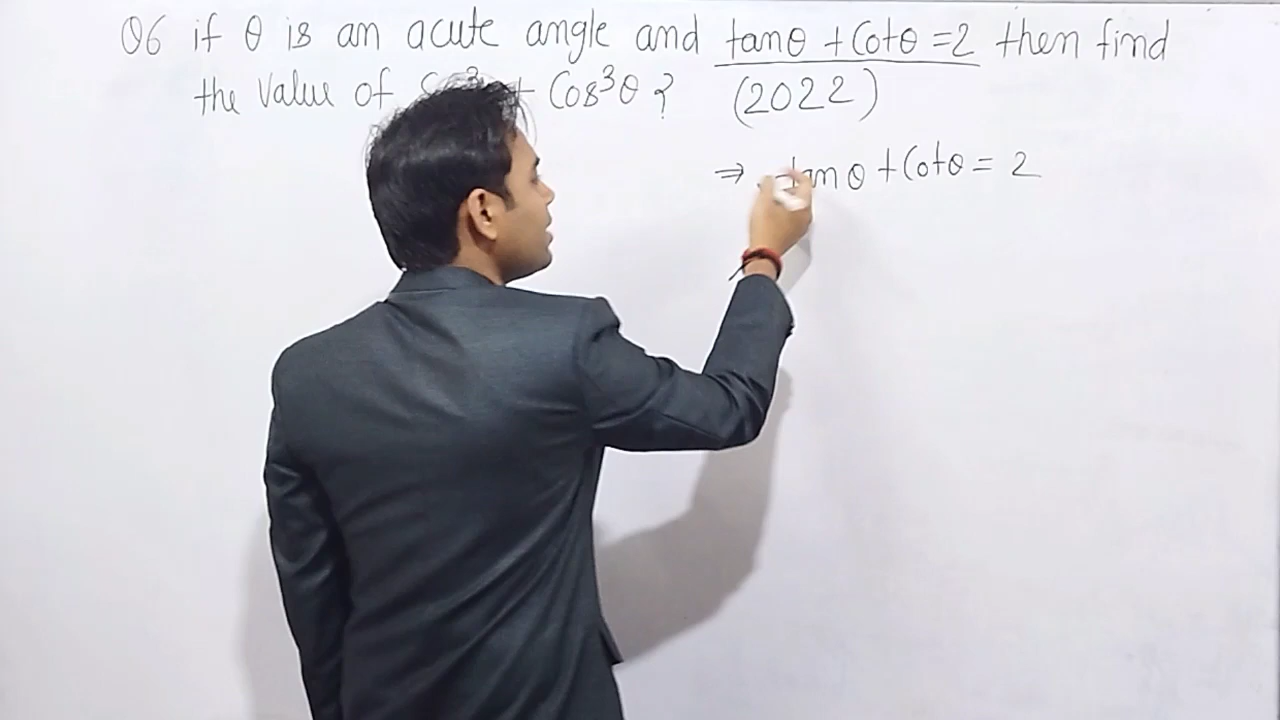 Q6 if θ is an acute angle and tanθ + Cotθ = 2 then find
the value of + Cos³θ ? (2022)
⇒ tan θ + Cotθ = 2